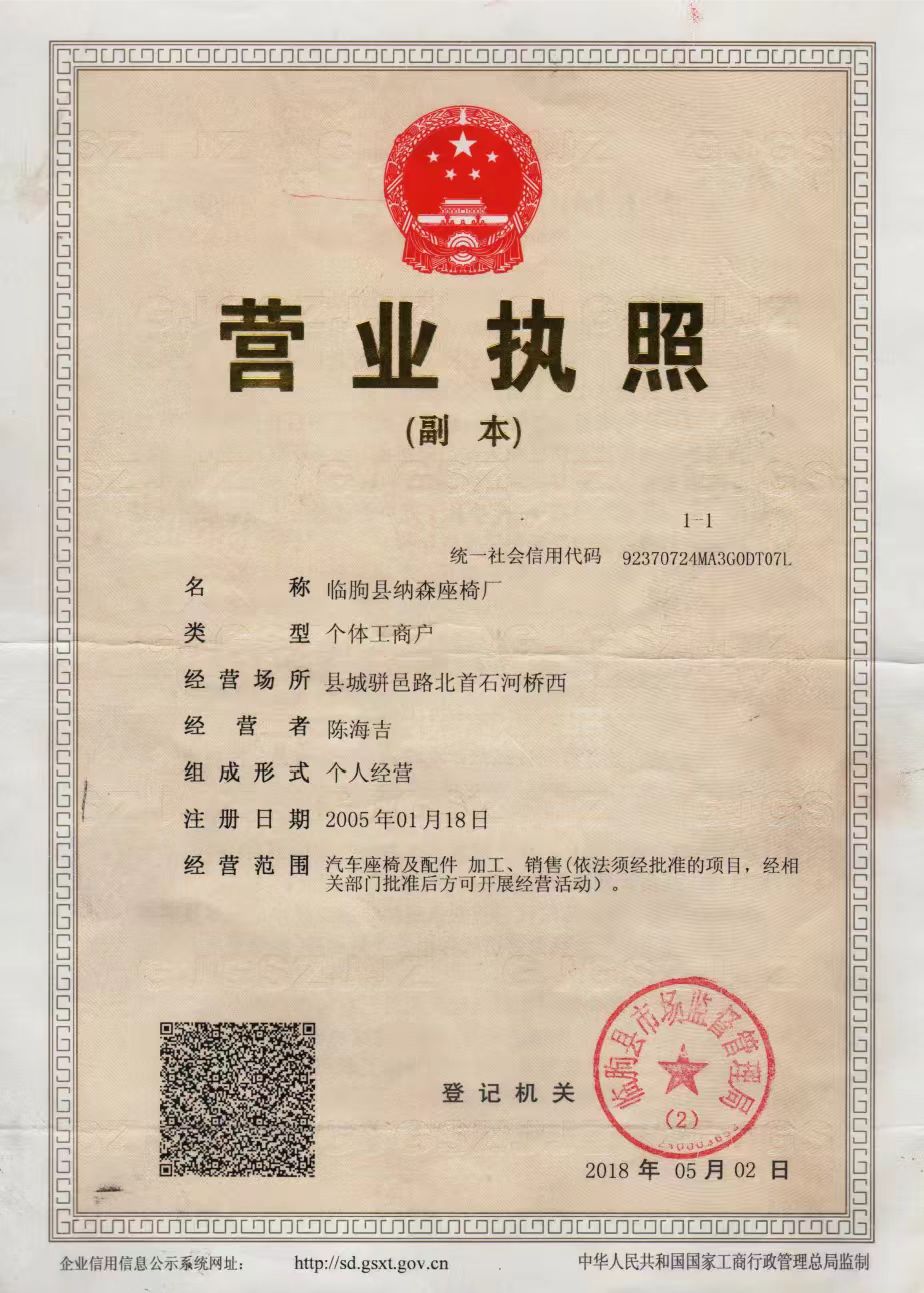 营业执照
(副 本)
1-1
统一社会信用代码 92370724MA3G0DT07L
名 称 临朐县纳森座椅厂
类 型 个体工商户
经营场所 县城骈邑路北首石河桥西
经营者 陈海吉
组成形式 个人经营
注册日期 2005年01月18日
经营范围 汽车座椅及配件 加工、销售(依法须经批准的项目，经相
关部门批准后方可开展经营活动）。
临朐县市场监督管理局
(2)
登记机关
2018 年 05 月 02 日
企业信用信息公示系统网址： http://sd.gsxt.gov.cn 中华人民共和国国家工商行政管理总局监制